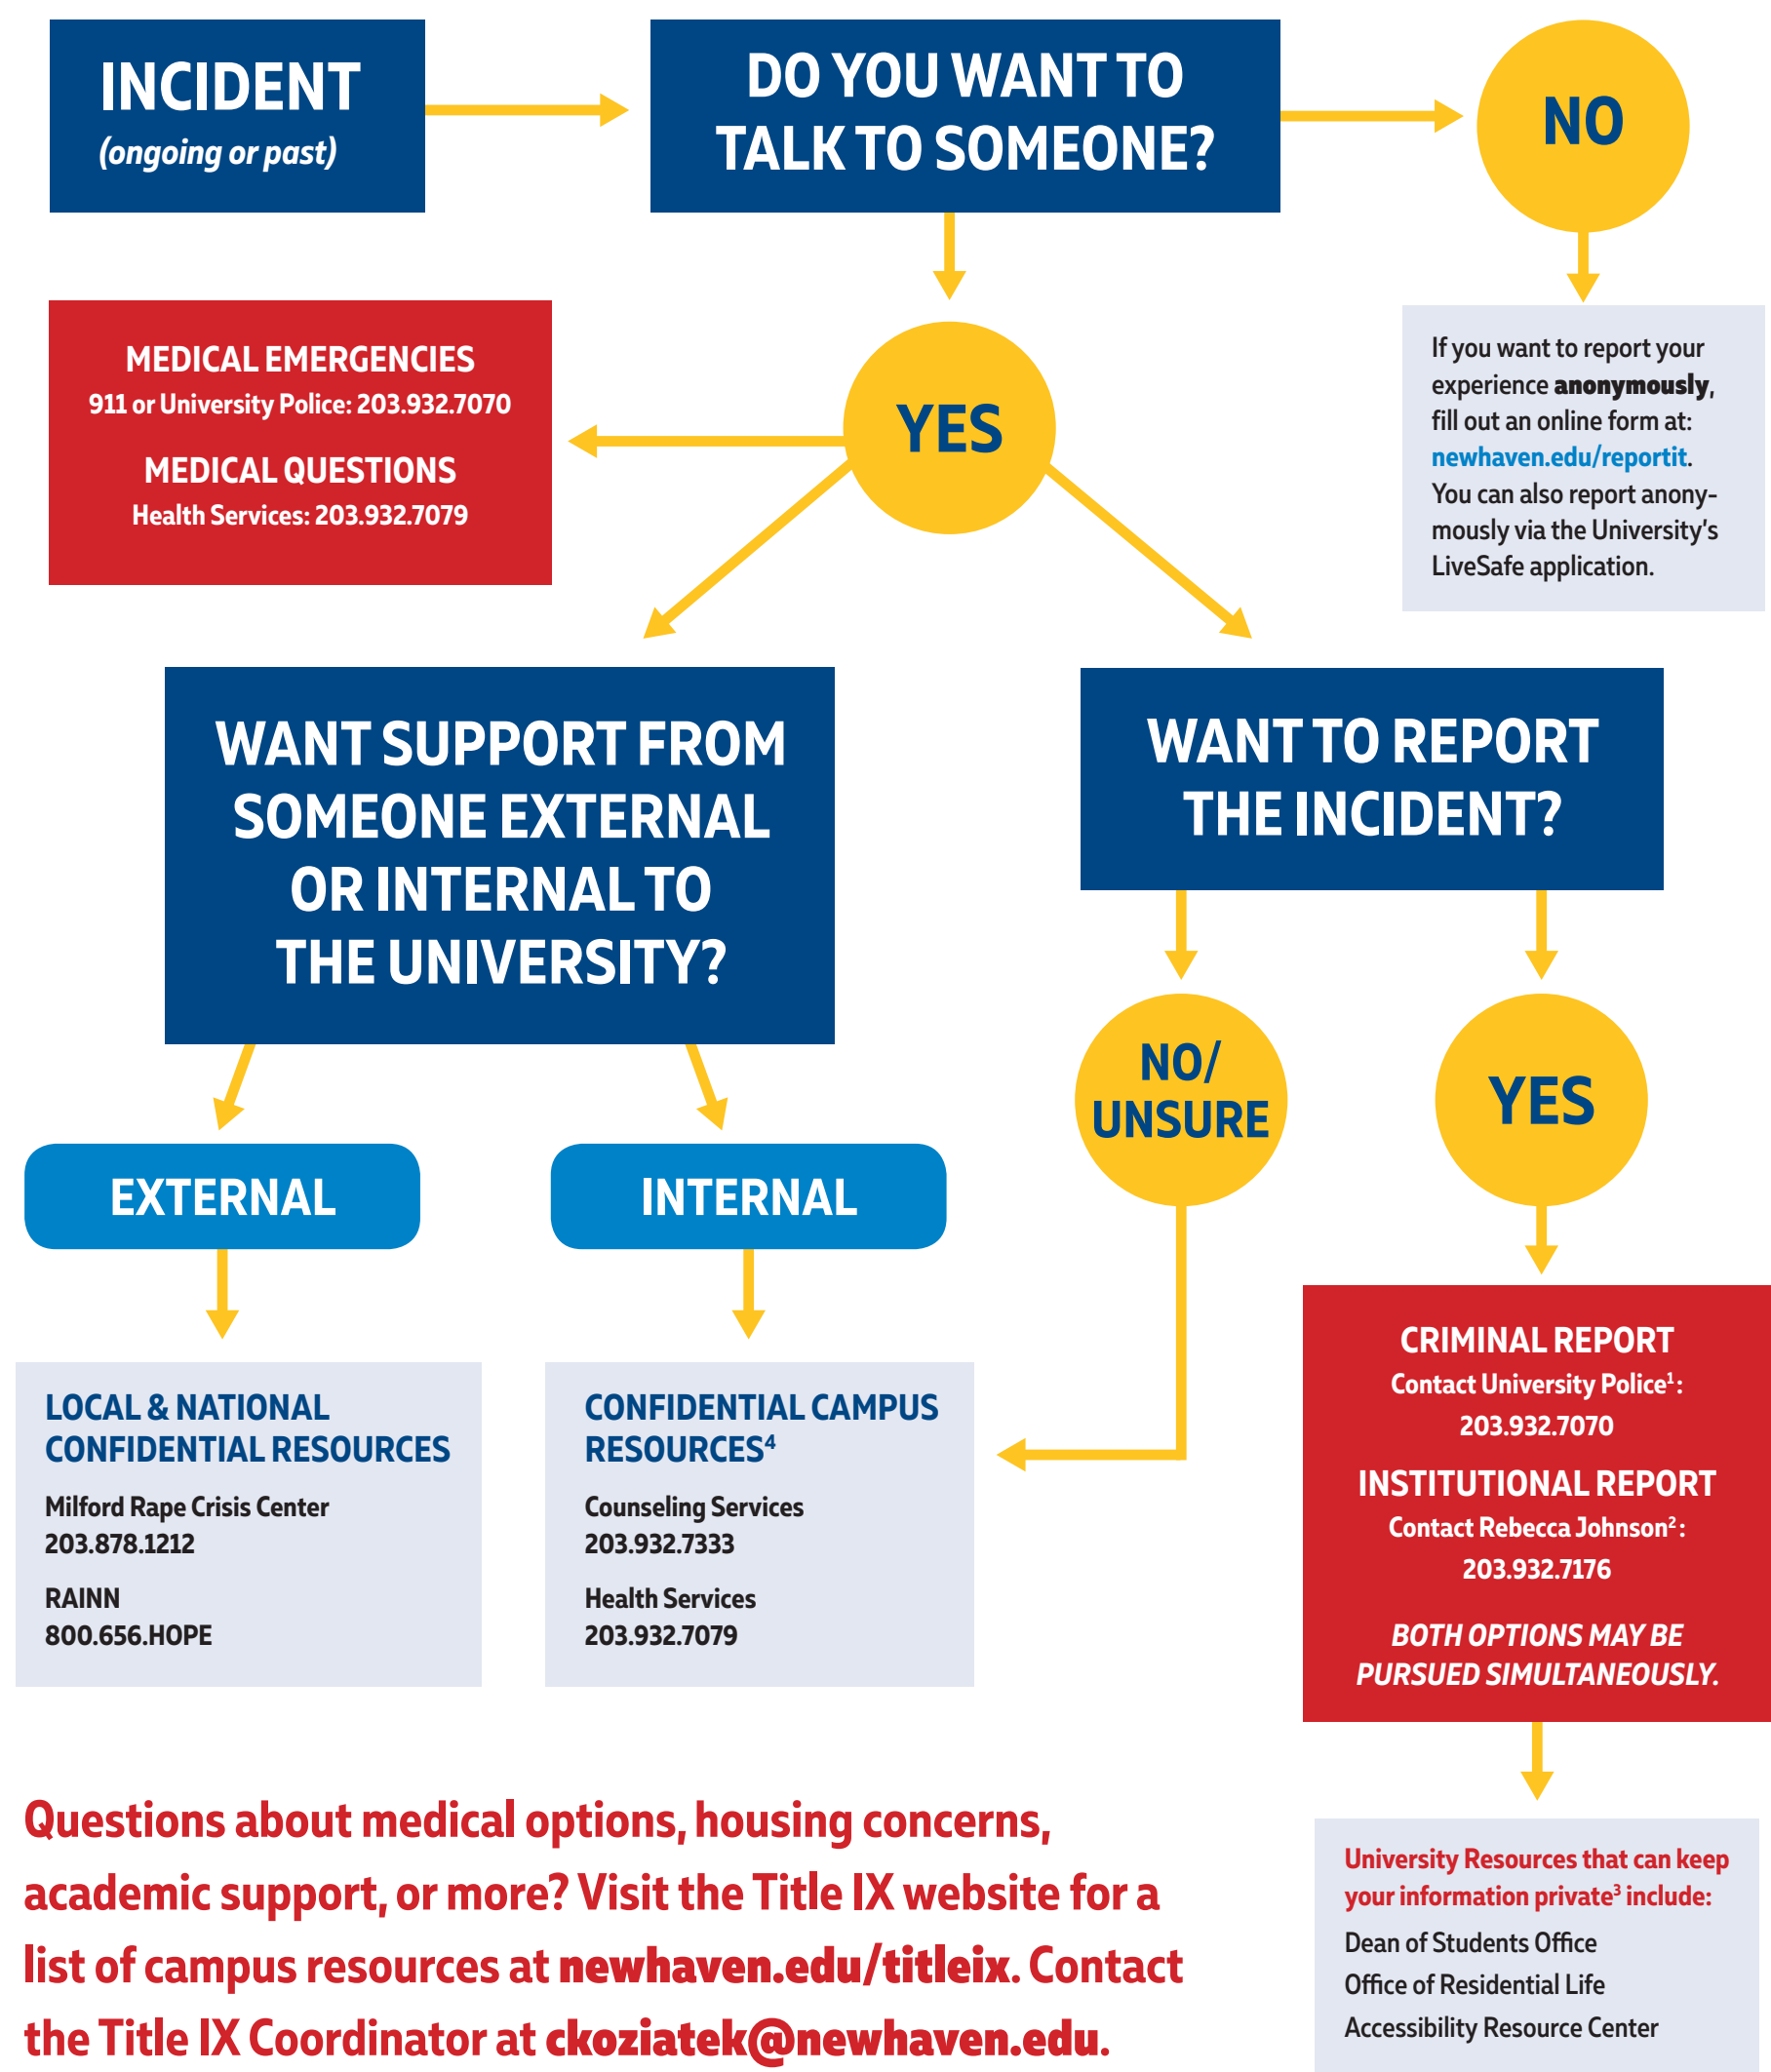 INCIDENT
(ongoing or past)
DO YOU WANT TO
TALK TO SOMEONE?
NO
If you want to report your
experience anonymously,
fill out an online form at:
newhaven.edu/reportit.
You can also report anony-
mously via the University's
LiveSafe application.
YES
MEDICAL EMERGENCIES
911 or University Police: 203.932.7070
MEDICAL QUESTIONS
Health Services: 203.932.7079
WANT SUPPORT FROM
SOMEONE EXTERNAL
OR INTERNAL TO
THE UNIVERSITY?
EXTERNAL
LOCAL & NATIONAL
CONFIDENTIAL RESOURCES
Milford Rape Crisis Center
203.878.1212
RAINN
800.656.HOPE
INTERNAL
CONFIDENTIAL CAMPUS
RESOURCES⁴
Counseling Services
203.932.7333
Health Services
203.932.7079
WANT TO REPORT
THE INCIDENT?
NO/
UNSURE
YES
CRIMINAL REPORT
Contact University Police¹:
203.932.7070
INSTITUTIONAL REPORT
Contact Rebecca Johnson²:
203.932.7176
BOTH OPTIONS MAY BE
PURSUED SIMULTANEOUSLY.
University Resources that can keep
your information private³ include:
Dean of Students Office
Office of Residential Life
Accessibility Resource Center
Questions about medical options, housing concerns,
academic support, or more? Visit the Title IX website for a
list of campus resources at newhaven.edu/titleix. Contact
the Title IX Coordinator at ckoziatek@newhaven.edu.